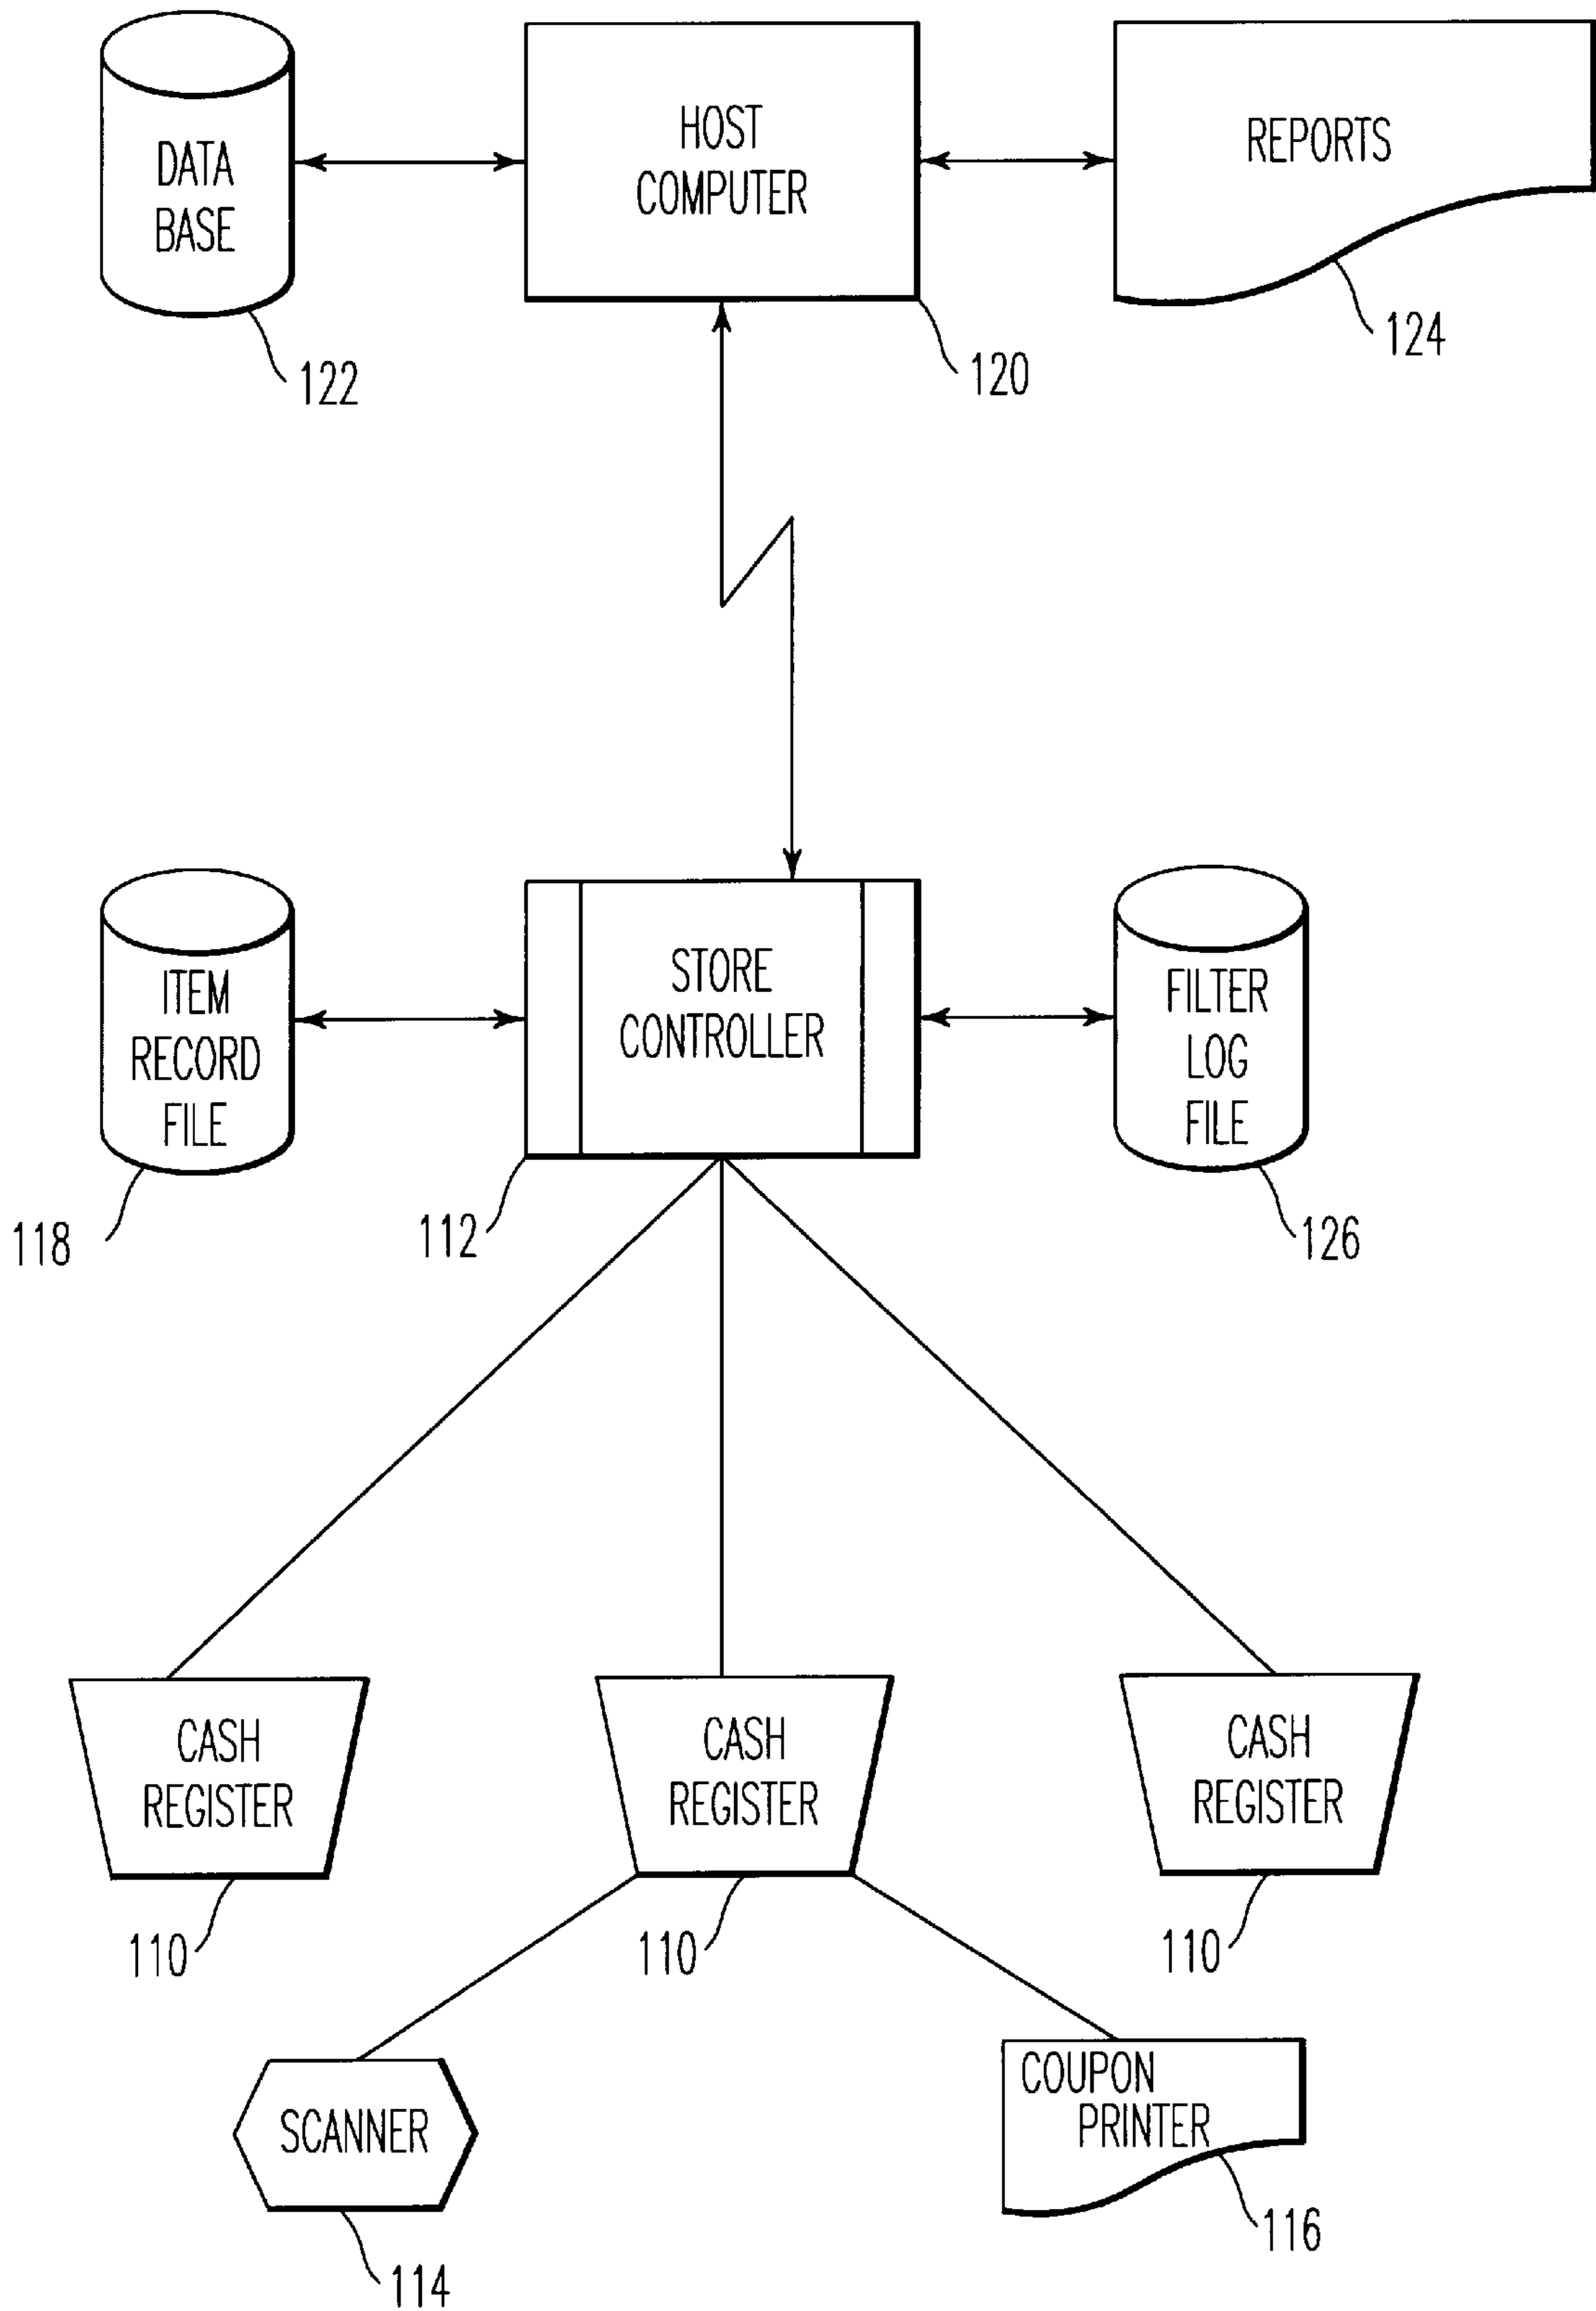 DATA
BASE
HOST
COMPUTER
REPORTS
122
120
124
ITEM
RECORD
FILE
STORE
CONTROLLER
FILTER
LOG
FILE
118
112
126
CASH
REGISTER
CASH
REGISTER
CASH
REGISTER
110
110
110
SCANNER
COUPON
PRINTER
114
116